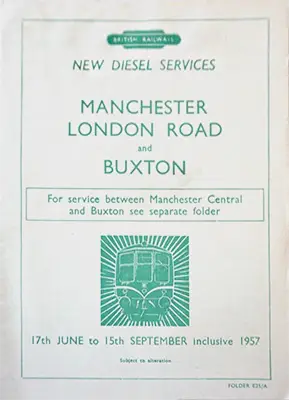 BRITISH RAILWAYS
NEW DIESEL SERVICES
MANCHESTER
LONDON ROAD
and
BUXTON
For service between Manchester Central
and Buxton see separate folder
17th JUNE to 15th SEPTEMBER inclusive 1957
Subject to alteration